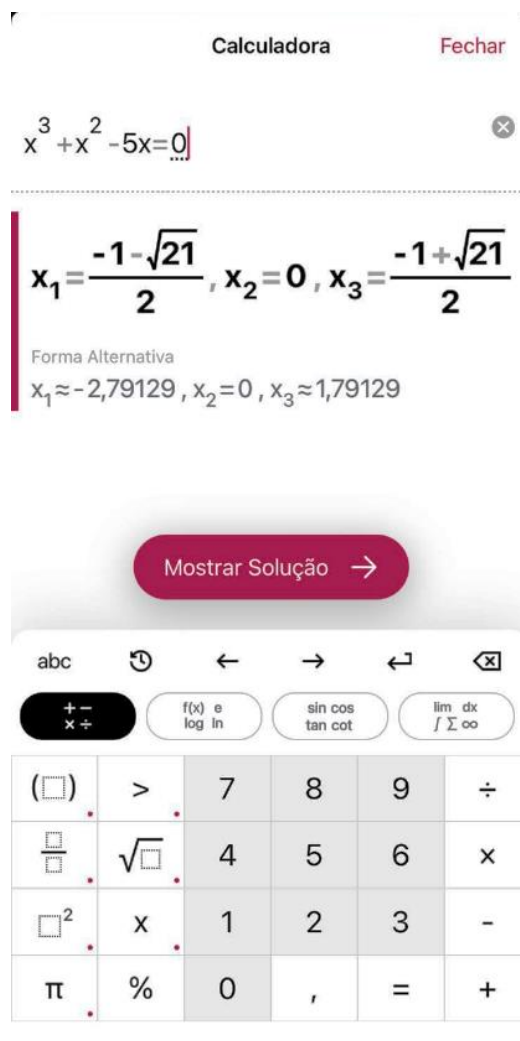 Calculadora Fechar
x³+x²-5x=0
x₁=(-1-√21)/2, x₂=0, x₃=(-1+√21)/2
Forma Alternativa
x₁≈-2,79129, x₂=0, x₃≈1,79129
Mostrar Solução →
abc ← →
+ - × ÷
f(x) e
log ln
sin cos
tan cot
lim dx
∫ Σ ∞
(□) > 7 8 9 ÷
□/□ √□ 4 5 6 ×
□² x 1 2 3 -
π % 0 , = +